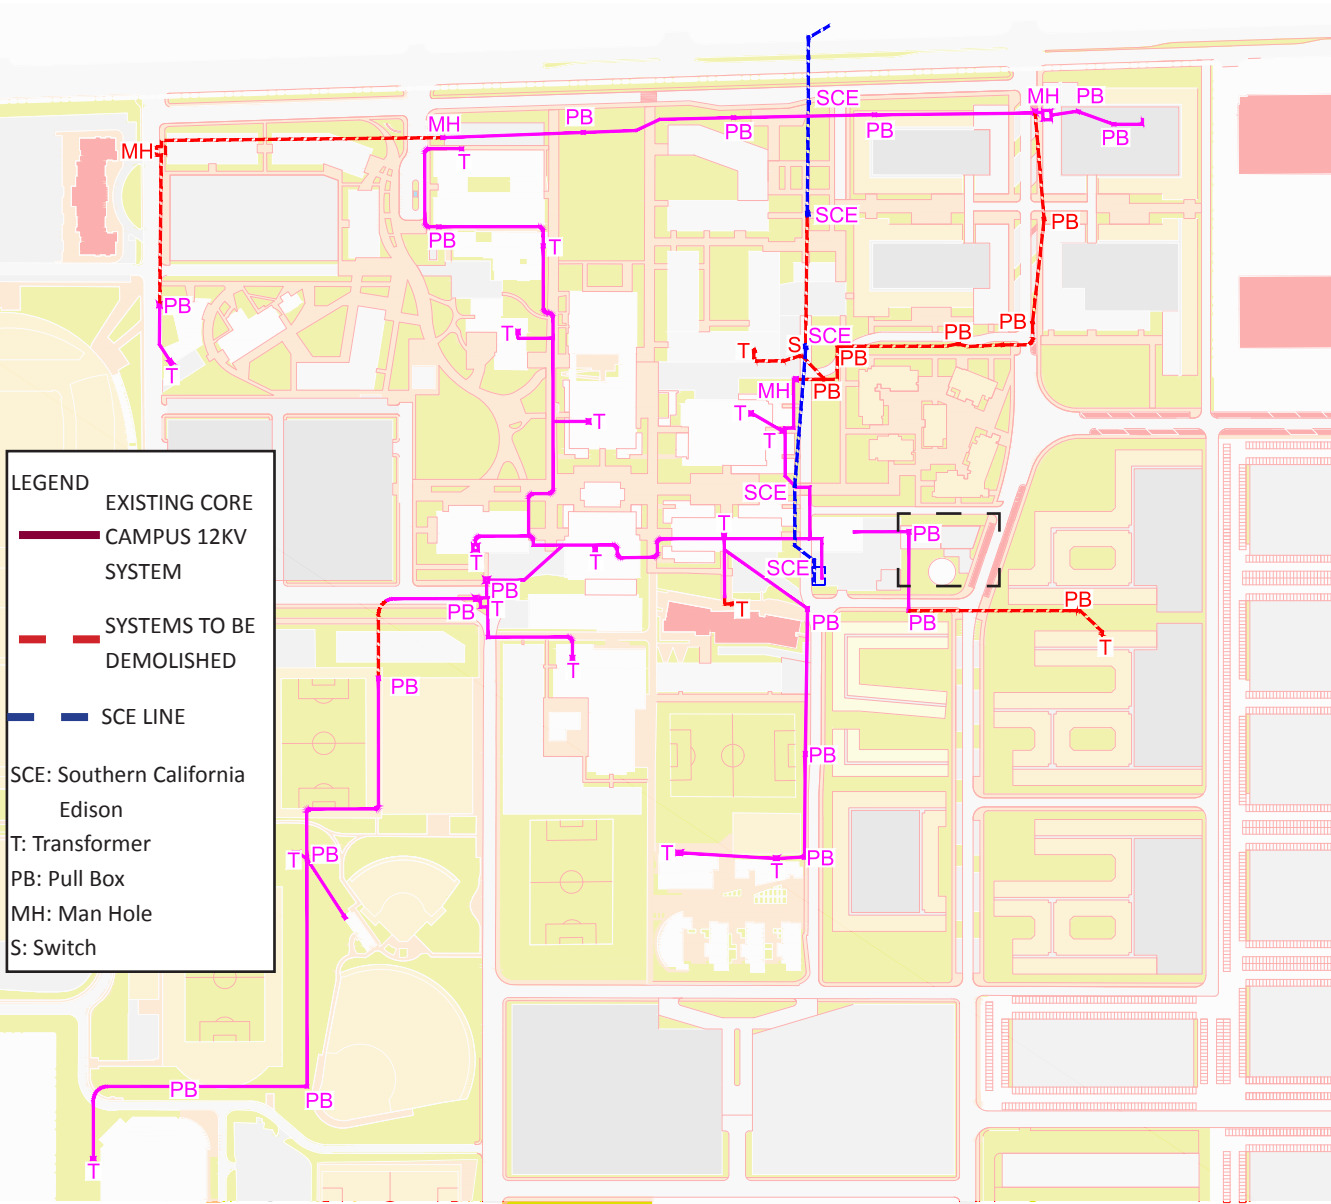 SCE
MH
PB
PB
MH
PB
PB
PB
MH
T
PB
SCE
PB
PB
T
PB
PB
T
SCE
PB
S
T
PB
T
MH
PB
T
T
T
LEGEND
EXISTING CORE
CAMPUS 12KV
SYSTEM
SCE
T
PB
T
T
SCE
PB
PB
T
T
PB
PB
PB
T
SYSTEMS TO BE
DEMOLISHED
T
PB
SCE LINE
PB
SCE: Southern California
Edison
T: Transformer
T
PB
T
T
PB
PB: Pull Box
MH: Man Hole
S: Switch
PB
PB
T